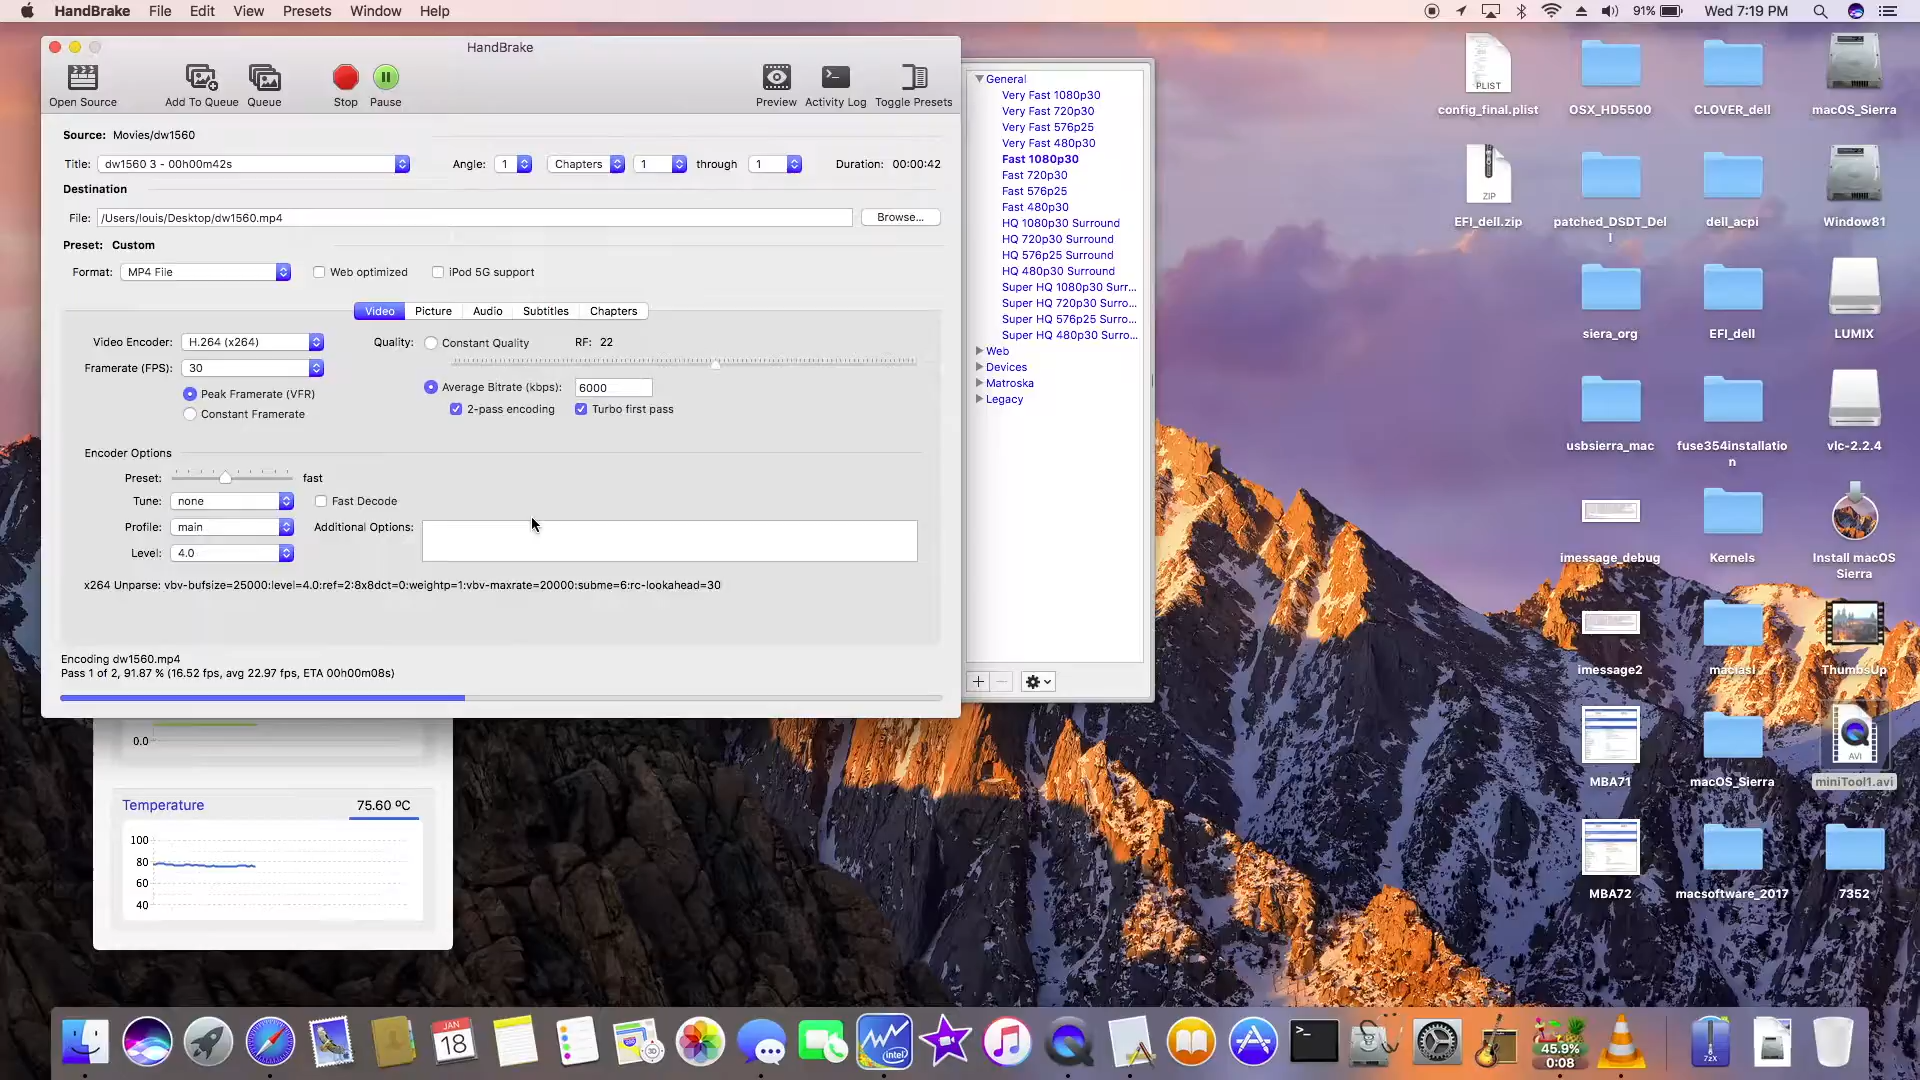 HandBrake File Edit View Presets Window Help
91% Wed 7:19 PM
HandBrake
Open Source Add To Queue Queue Stop Pause Preview Activity Log Toggle Presets
Source: Movies/dw1560
Title: dw1560 3 - 00h00m42s Angle: 1 Chapters 1 through 1 Duration: 00:00:42
Destination
File: /Users/louis/Desktop/dw1560.mp4 Browse...
Preset: Custom
Format: MP4 File Web optimized iPod 5G support
Video Picture Audio Subtitles Chapters
Video Encoder: H.264 (x264) Quality: Constant Quality RF: 22
Framerate (FPS): 30
Peak Framerate (VFR) Average Bitrate (kbps): 6000
Constant Framerate 2-pass encoding Turbo first pass
Encoder Options
Preset: fast
Tune: none Fast Decode
Profile: main Additional Options:
Level: 4.0
x264 Unparse: vbv-bufsize=25000:level=4.0:ref=2:8x8dct=0:weightp=1:vbv-maxrate=20000:subme=6:rc-lookahead=30
Encoding dw1560.mp4
Pass 1 of 2, 91.87 % (16.52 fps, avg 22.97 fps, ETA 00h00m08s)
General
Very Fast 1080p30
Very Fast 720p30
Very Fast 576p25
Very Fast 480p30
Fast 1080p30
Fast 720p30
Fast 576p25
Fast 480p30
HQ 1080p30 Surround
HQ 720p30 Surround
HQ 576p25 Surround
HQ 480p30 Surround
Super HQ 1080p30 Surr...
Super HQ 720p30 Surro...
Super HQ 576p25 Surro...
Super HQ 480p30 Surro...
Web
Devices
Matroska
Legacy
0.0
Temperature 75.60 ºC
100
80
60
40
PLIST
config_final.plist OSX_HD5500 CLOVER_dell macOS_Sierra
ZIP
EFI_dell.zip patched_DSDT_Del
l dell_acpi Window81
siera_org EFI_dell LUMIX
usbsierra_mac fuse354installatio
n vlc-2.2.4
imessage_debug Kernels Install macOS
Sierra
imessage2 maciasl ThumbsUp
AVI
MBA71 macOS_Sierra miniTool1.avi
MBA72 macsoftware_2017 7352
JAN
18
3D
intel
45.9%
0:08
7zX